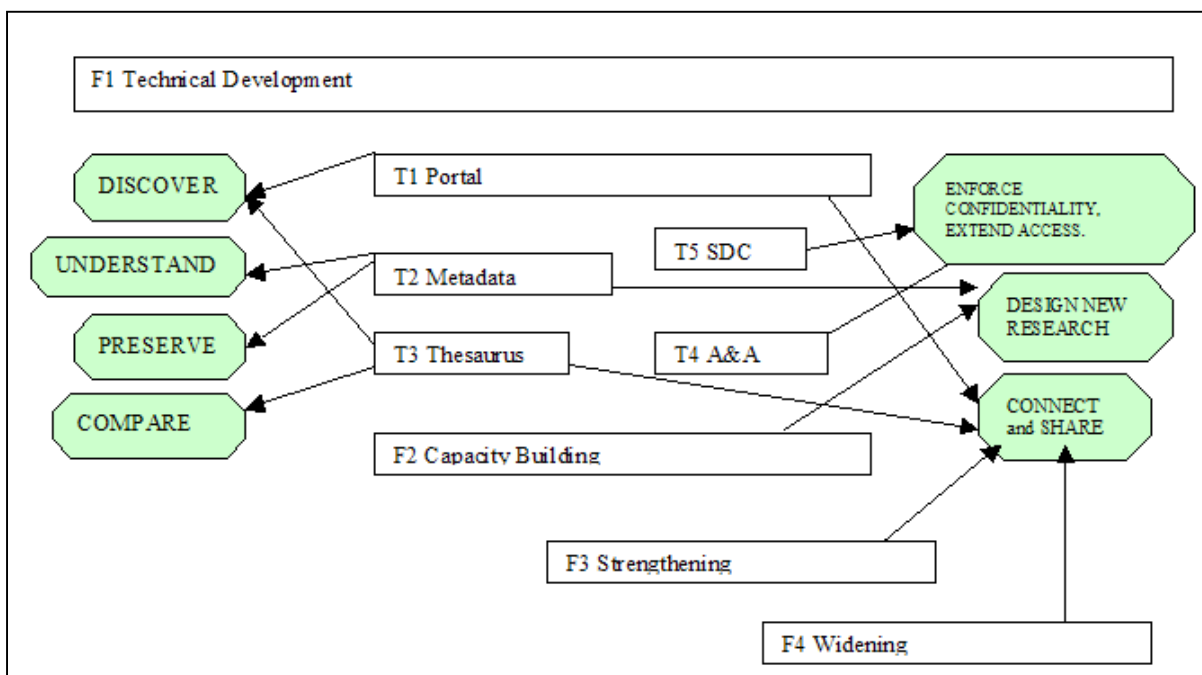 F1 Technical Development
DISCOVER
T1 Portal
ENFORCE
CONFIDENTIALITY,
EXTEND ACCESS.
UNDERSTAND
T5 SDC
T2 Metadata
DESIGN NEW
RESEARCH
PRESERVE
T3 Thesaurus
T4 A&A
COMPARE
CONNECT
and SHARE
F2 Capacity Building
F3 Strengthening
F4 Widening